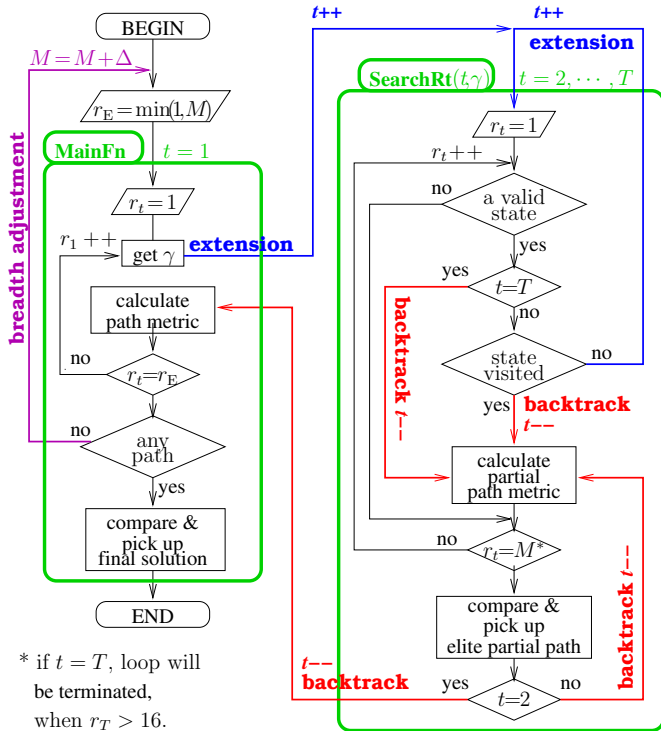 BEGIN
M = M + Δ
r_E = min(1, M)
MainFn
t = 1
r_t = 1
r_1 ++
get γ
extension
calculate
path metric
no
r_t = r_E
no
any
path
yes
compare &
pick up
final solution
END
breadth adjustment
* if t = T, loop will
be terminated,
when r_T > 16.
t++
t++
extension
SearchRt(t,γ)
t = 2, ··· , T
r_t = 1
r_t ++
no
a valid
state
yes
yes
t=T
no
backtrack t−−
state
visited
no
yes
backtrack
t−−
calculate
partial
path metric
no
r_t = M*
compare &
pick up
elite partial path
backtrack t−−
t−−
backtrack
yes
t=2
no